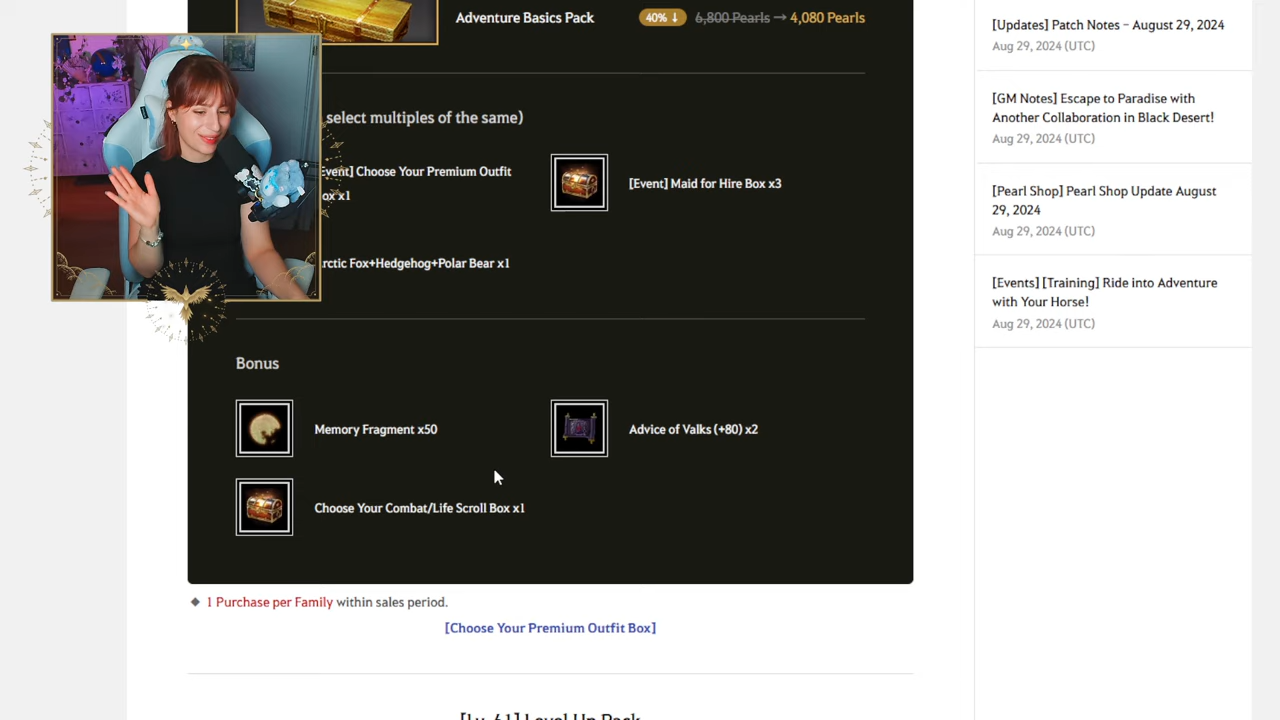 Adventure Basics Pack
40% ↓ 6,800 Pearls → 4,080 Pearls
select multiples of the same)
Choose Your Premium Outfit
x1
[Event] Maid for Hire Box x3
Fox+Hedgehog+Polar Bear x1
Bonus
Memory Fragment x50
Advice of Valks (+80) x2
Choose Your Combat/Life Scroll Box x1
◆ 1 Purchase per Family within sales period.
[Choose Your Premium Outfit Box]
[Lv. 61] Level Up Pack
[Updates] Patch Notes – August 29, 2024
Aug 29, 2024 (UTC)
[GM Notes] Escape to Paradise with
Another Collaboration in Black Desert!
Aug 29, 2024 (UTC)
[Pearl Shop] Pearl Shop Update August
29, 2024
Aug 29, 2024 (UTC)
[Events] [Training] Ride into Adventure
with Your Horse!
Aug 29, 2024 (UTC)